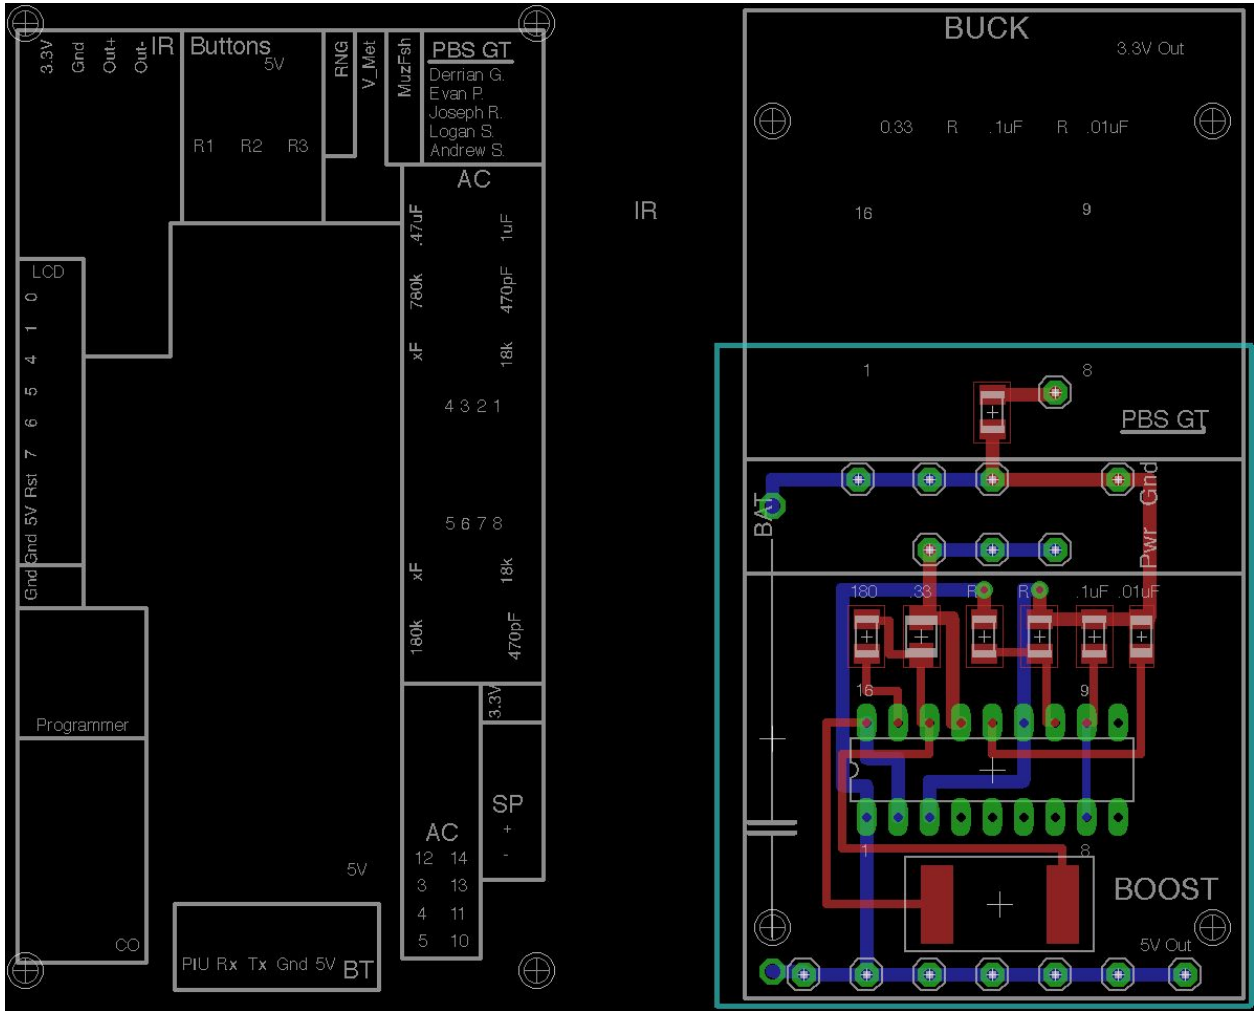 IR
3.3V
Gnd
Out+
Out-
Buttons
5V
R1 R2 R3
RNG
V_Met
MuzFsh
PBS GT
Derrian G.
Evan P.
Joseph R.
Logan S.
Andrew S.
AC
.47uF
1uF
780k
470pF
xF
18k
4 3 2 1
5 6 7 8
xF
18k
180k
470pF
LCD
0
1
4
5
6
7
Rst
5V
Gnd
Gnd
Programmer
CO
3.3V
SP
+
-
AC
12 14
3 13
4 11
5 10
5V
PIU Rx Tx Gnd 5V BT
IR
BUCK
3.3V Out
0.33 R .1uF R .01uF
16 9
1 8
PBS GT
BAT
Pwr Gnd
180 .33 R R .1uF .01uF
16 9
1 8
BOOST
5V Out